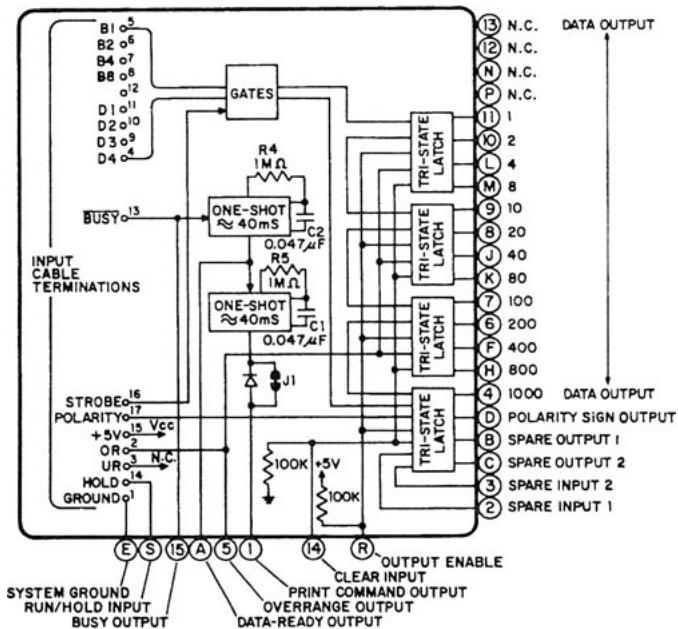 B1 5
B2 6
B4 7
B8 8
12
D1 11
D2 10
D3 9
D4 4
BUSY 13
INPUT
CABLE
TERMINATIONS
STROBE 16
POLARITY 17
+5V 15 Vcc
OR 2
UR 3 N.C.
HOLD 14
GROUND 1
GATES
R4
1MΩ
ONE-SHOT
≈40mS
C2
0.047μF
R5
1MΩ
ONE-SHOT
≈40mS
C1
0.047μF
J1
100K
+5V
100K
TRI-STATE
LATCH
TRI-STATE
LATCH
TRI-STATE
LATCH
TRI-STATE
LATCH
13 N.C. DATA OUTPUT
12 N.C.
N N.C.
P N.C.
11 1
10 2
L 4
M 8
9 10
8 20
J 40
K 80
7 100
6 200
F 400
H 800
4 1000 DATA OUTPUT
D POLARITY SIGN OUTPUT
B SPARE OUTPUT 1
C SPARE OUTPUT 2
3 SPARE INPUT 2
2 SPARE INPUT 1
E S 15 A 5 1 14 R
OUTPUT ENABLE
CLEAR INPUT
PRINT COMMAND OUTPUT
OVERRANGE OUTPUT
DATA-READY OUTPUT
SYSTEM GROUND
RUN/HOLD INPUT
BUSY OUTPUT